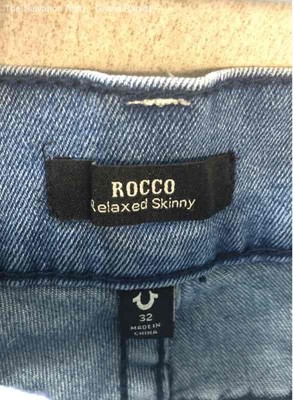 ROCCO
Relaxed Skinny
32
MADE IN
CHINA